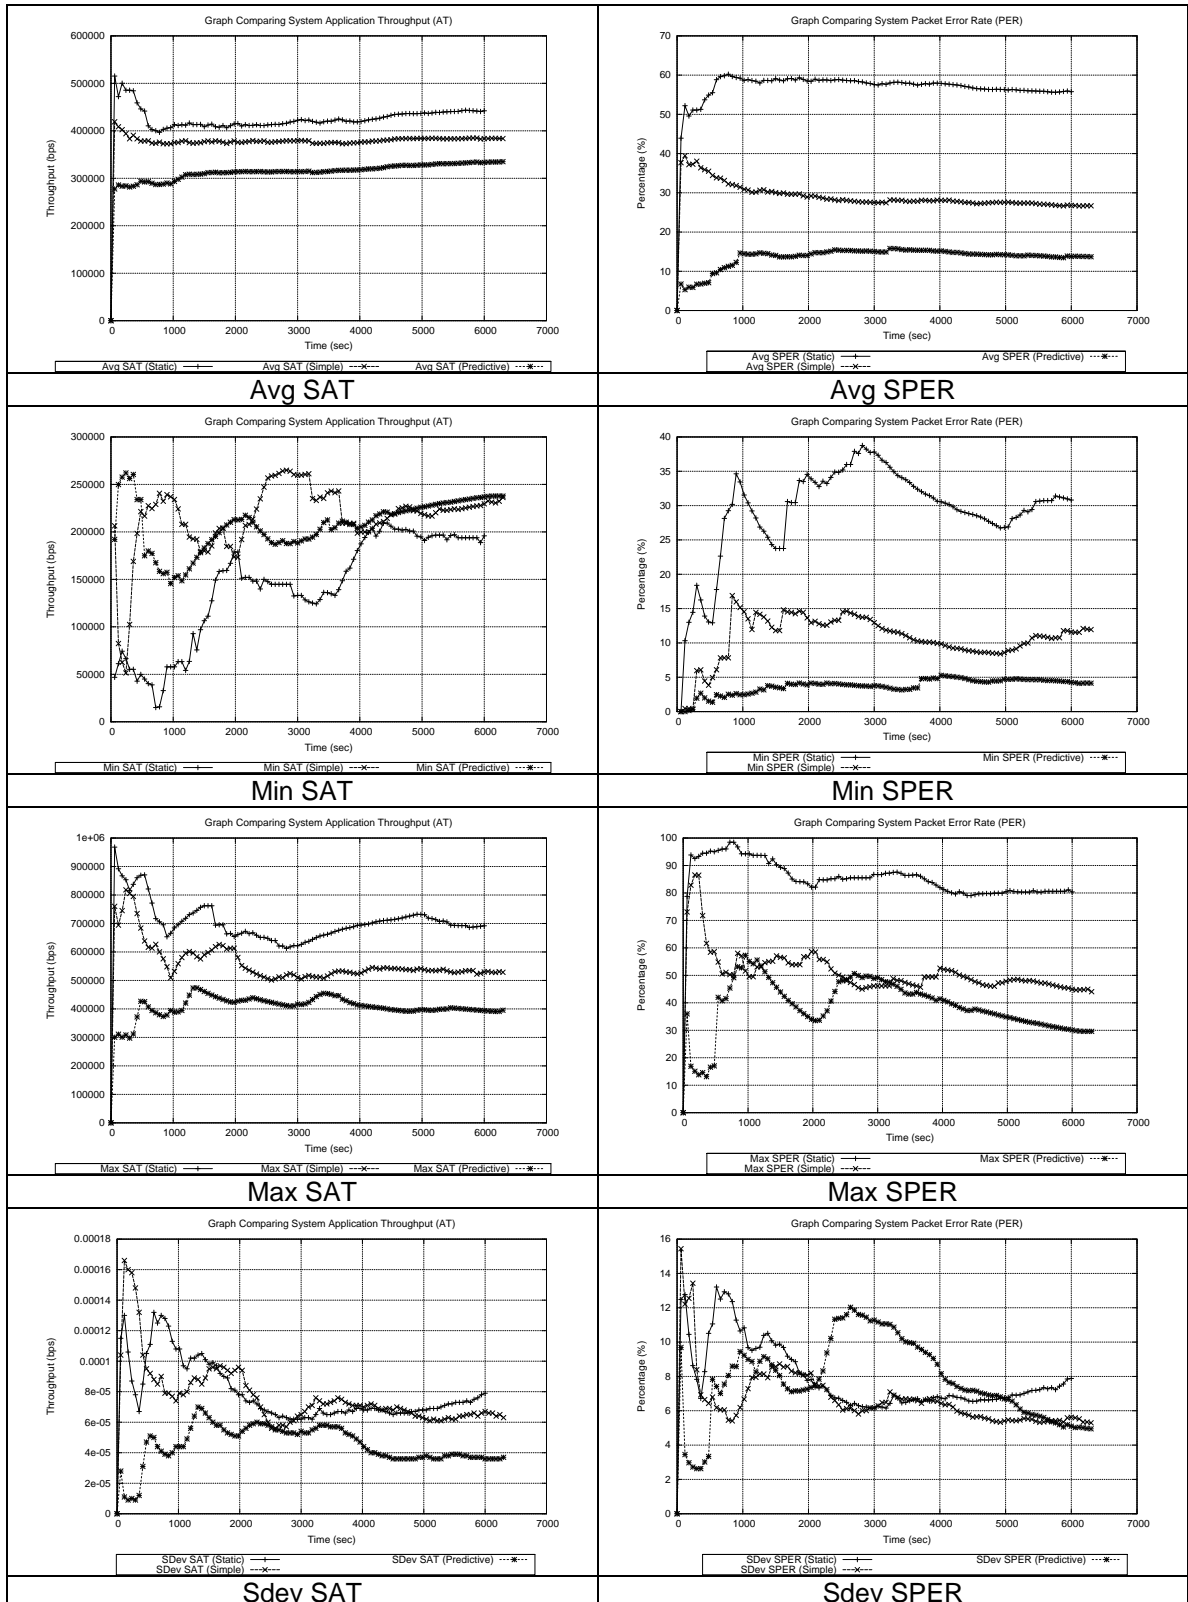 Graph Comparing System Application Throughput (AT)
Throughput (bps)
600000
500000
400000
300000
200000
100000
0
0 1000 2000 3000 4000 5000 6000 7000
Time (sec)
Avg SAT (Static) Avg SAT (Simple) Avg SAT (Predictive)
Avg SAT
Graph Comparing System Packet Error Rate (PER)
Percentage (%)
70
60
50
40
30
20
10
0
0 1000 2000 3000 4000 5000 6000 7000
Time (sec)
Avg SPER (Static) Avg SPER (Predictive)
Avg SPER (Simple)
Avg SPER
Graph Comparing System Application Throughput (AT)
Throughput (bps)
300000
250000
200000
150000
100000
50000
0
0 1000 2000 3000 4000 5000 6000 7000
Time (sec)
Min SAT (Static) Min SAT (Simple) Min SAT (Predictive)
Min SAT
Graph Comparing System Packet Error Rate (PER)
Percentage (%)
40
35
30
25
20
15
10
5
0
0 1000 2000 3000 4000 5000 6000 7000
Time (sec)
Min SPER (Static) Min SPER (Predictive)
Min SPER (Simple)
Min SPER
Graph Comparing System Application Throughput (AT)
Throughput (bps)
1e+06
900000
800000
700000
600000
500000
400000
300000
200000
100000
0
0 1000 2000 3000 4000 5000 6000 7000
Time (sec)
Max SAT (Static) Max SAT (Simple) Max SAT (Predictive)
Max SAT
Graph Comparing System Packet Error Rate (PER)
Percentage (%)
100
90
80
70
60
50
40
30
20
10
0
0 1000 2000 3000 4000 5000 6000 7000
Time (sec)
Max SPER (Static) Max SPER (Predictive)
Max SPER (Simple)
Max SPER
Graph Comparing System Application Throughput (AT)
Throughput (bps)
0.00018
0.00016
0.00014
0.00012
0.0001
8e-05
6e-05
4e-05
2e-05
0
0 1000 2000 3000 4000 5000 6000 7000
Time (sec)
SDev SAT (Static) SDev SAT (Predictive)
SDev SAT (Simple)
Sdev SAT
Graph Comparing System Packet Error Rate (PER)
Percentage (%)
16
14
12
10
8
6
4
2
0
0 1000 2000 3000 4000 5000 6000 7000
Time (sec)
SDev SPER (Static) SDev SPER (Predictive)
SDev SPER (Simple)
Sdev SPER